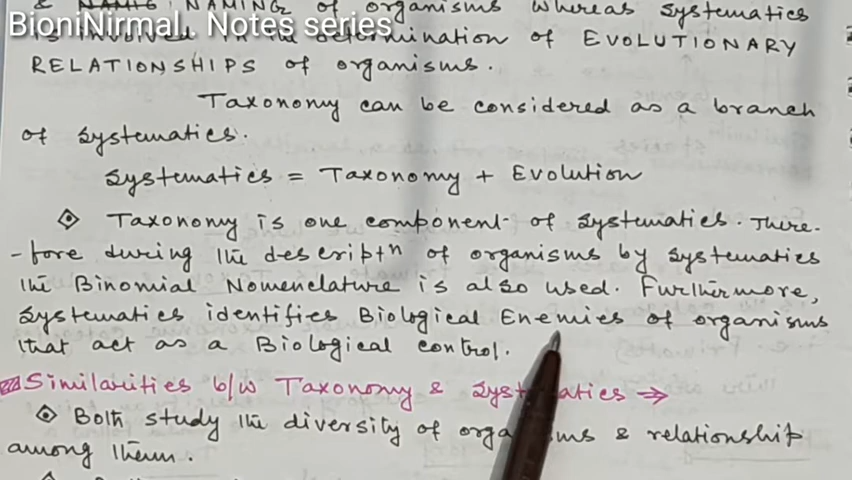 & NAMING of organisms whereas systematics
BioniNirmal. Notes series
is involved in the determination of EVOLUTIONARY
RELATIONSHIPS of organisms.
Taxonomy can be considered as a branch
of systematics.
Systematics = Taxonomy + Evolution
Taxonomy is one component of systematics. There-
-fore during the descriptⁿ of organisms by systematics
the Binomial Nomenclature is also used. Furthermore,
systematics identifies Biological Enemies of organisms
that act as a Biological control.
Similarities b/w Taxonomy & Systematics →
Both study the diversity of organisms & relationship
among them.